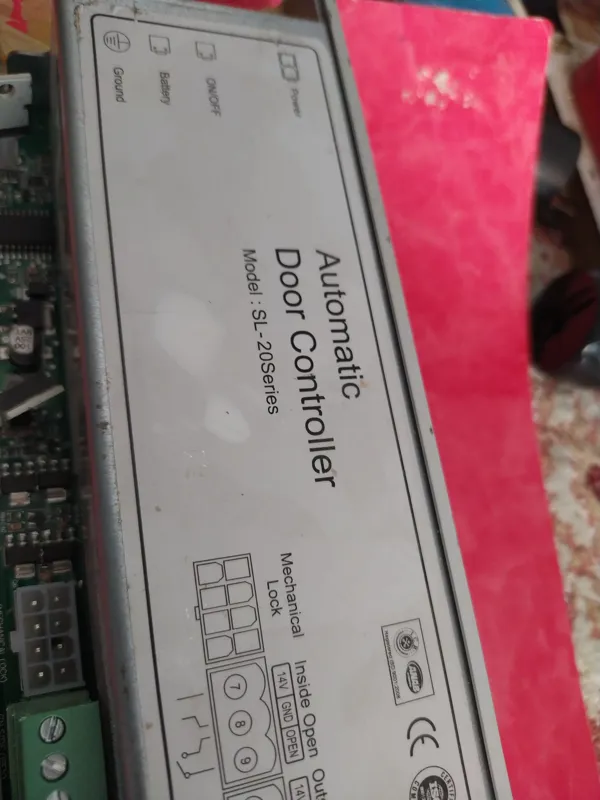 Power
ON/OFF
Battery
Ground
Automatic
Door Controller
Model : SL-20Series
Mechanical
Lock
Inside Open
14V GND OPEN
7 8 9
14V
CE